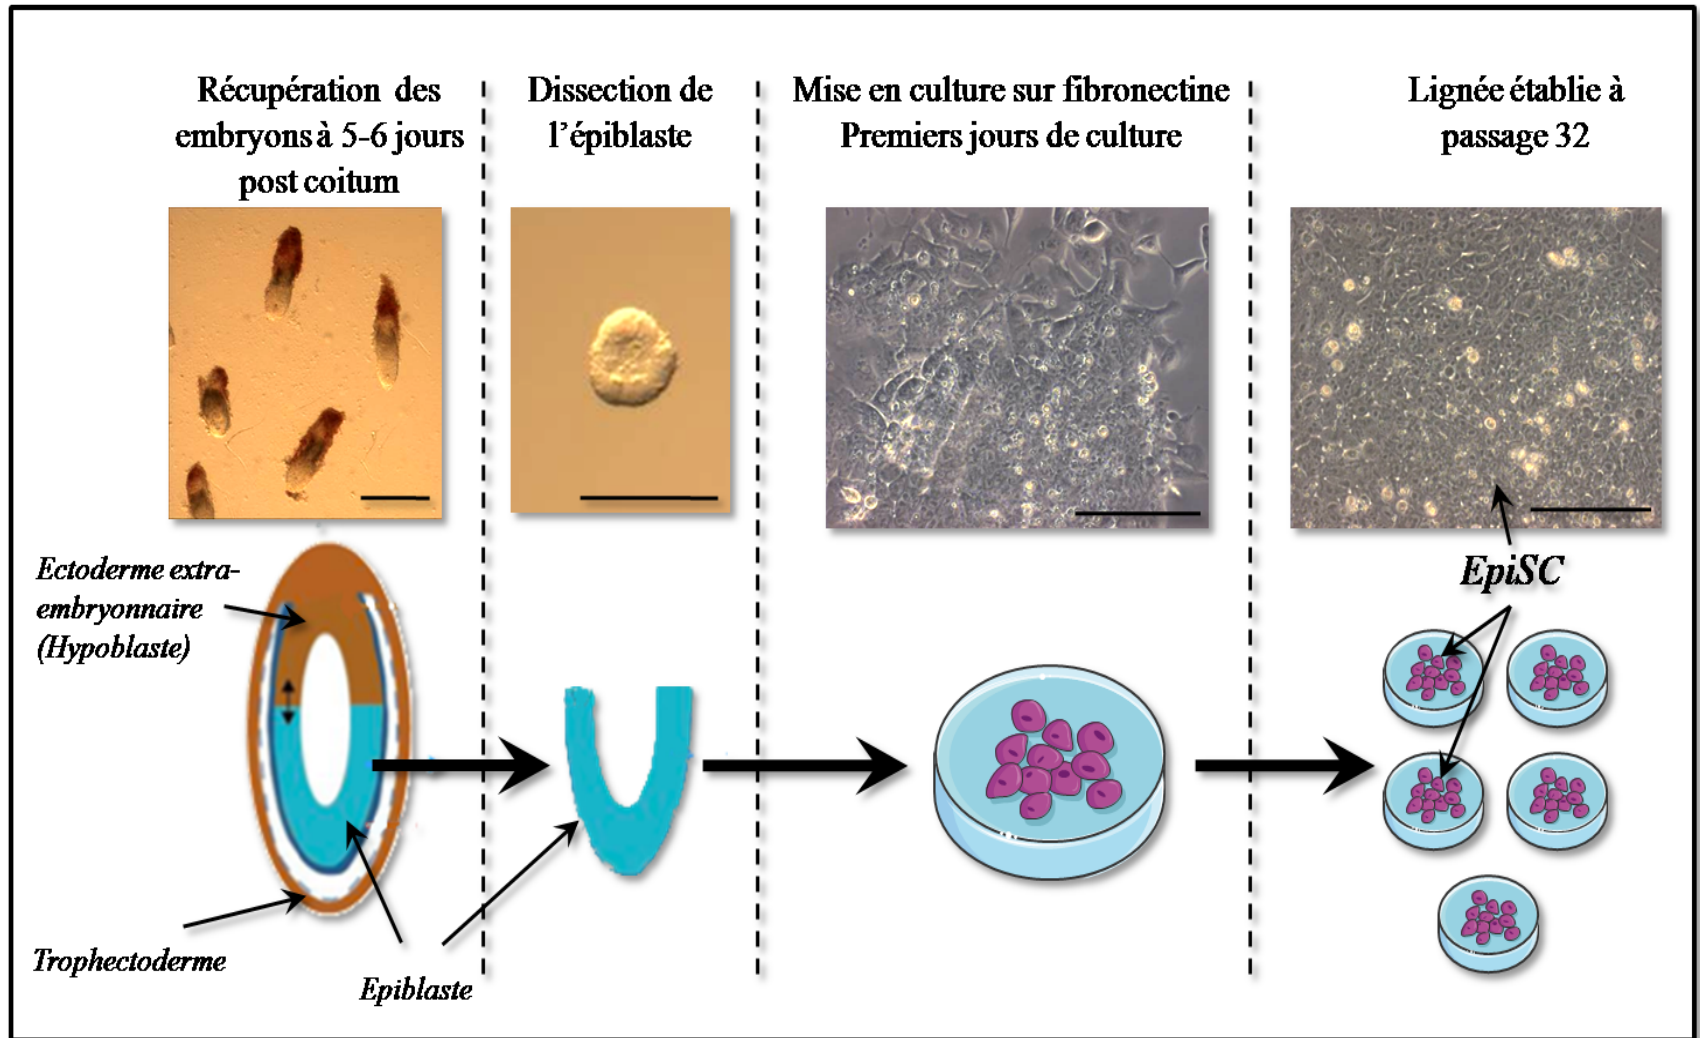 Récupération des
embryons à 5-6 jours
post coitum
Dissection de
l'épiblaste
Mise en culture sur fibronectine
Premiers jours de culture
Lignée établie à
passage 32
Ectoderme extra-
embryonnaire
(Hypoblaste)
EpiSC
Trophectoderme
Epiblaste